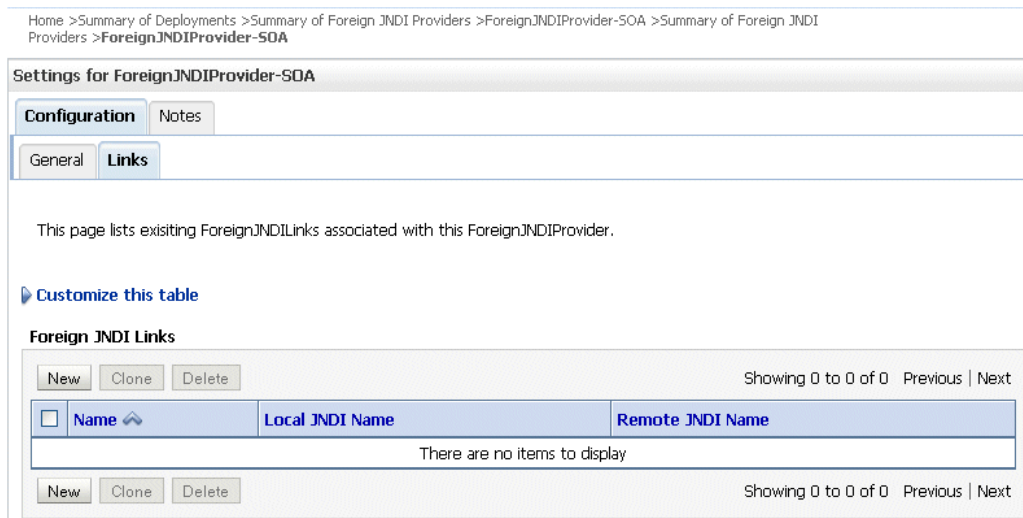 Home >Summary of Deployments >Summary of Foreign JNDI Providers >ForeignJNDIProvider-SOA >Summary of Foreign JNDI
Providers >ForeignJNDIProvider-SOA
Settings for ForeignJNDIProvider-SOA
Configuration Notes
General Links
This page lists exisiting ForeignJNDILinks associated with this ForeignJNDIProvider.
Customize this table
Foreign JNDI Links
New Clone Delete Showing 0 to 0 of 0 Previous | Next
Name Local JNDI Name Remote JNDI Name
There are no items to display
New Clone Delete Showing 0 to 0 of 0 Previous | Next